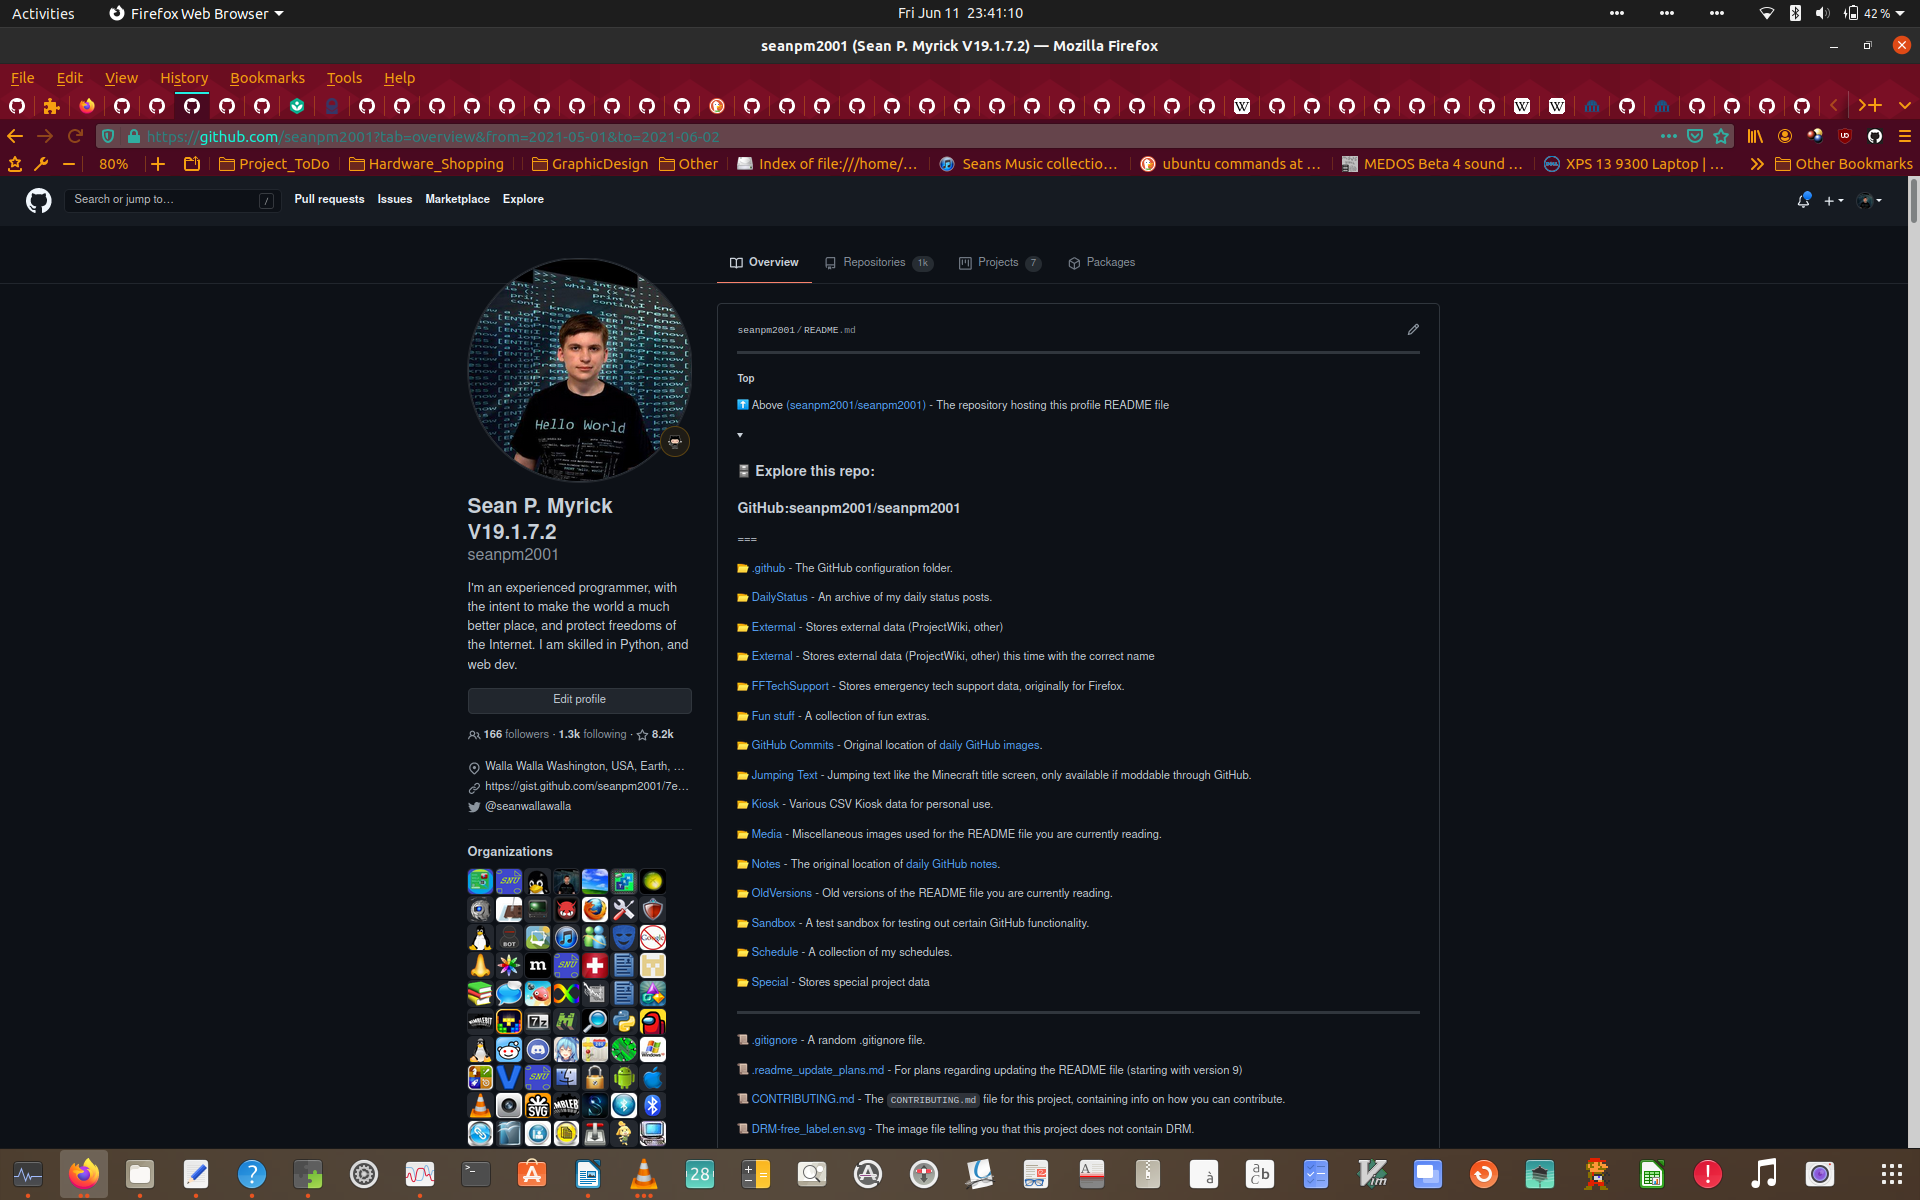 Activities
Firefox Web Browser
Fri Jun 11 23:41:10
42 %
seanpm2001 (Sean P. Myrick V19.1.7.2) — Mozilla Firefox
File Edit View History Bookmarks Tools Help
https://github.com/seanpm2001?tab=overview&from=2021-05-01&to=2021-06-02
80%
Project_ToDo
Hardware_Shopping
GraphicDesign
Other
Index of file:///home/...
Seans Music collectio...
ubuntu commands at ...
MEDOS Beta 4 sound ...
XPS 13 9300 Laptop | ...
Other Bookmarks
Search or jump to...
/
Pull requests
Issues
Marketplace
Explore
Overview
Repositories 1k
Projects 7
Packages
Hello World
Sean P. Myrick
V19.1.7.2
seanpm2001
I'm an experienced programmer, with
the intent to make the world a much
better place, and protect freedoms of
the Internet. I am skilled in Python, and
web dev.
Edit profile
166 followers · 1.3k following · 8.2k
Walla Walla Washington, USA, Earth, ...
https://gist.github.com/seanpm2001/7e...
@seanwallawalla
Organizations
seanpm2001/README.md
Top
Above (seanpm2001/seanpm2001) - The repository hosting this profile README file
Explore this repo:
GitHub:seanpm2001/seanpm2001
===
.github - The GitHub configuration folder.
DailyStatus - An archive of my daily status posts.
Extermal - Stores external data (ProjectWiki, other)
External - Stores external data (ProjectWiki, other) this time with the correct name
FFTechSupport - Stores emergency tech support data, originally for Firefox.
Fun stuff - A collection of fun extras.
GitHub Commits - Original location of daily GitHub images.
Jumping Text - Jumping text like the Minecraft title screen, only available if moddable through GitHub.
Kiosk - Various CSV Kiosk data for personal use.
Media - Miscellaneous images used for the README file you are currently reading.
Notes - The original location of daily GitHub notes.
OldVersions - Old versions of the README file you are currently reading.
Sandbox - A test sandbox for testing out certain GitHub functionality.
Schedule - A collection of my schedules.
Special - Stores special project data
.gitignore - A random .gitignore file.
.readme_update_plans.md - For plans regarding updating the README file (starting with version 9)
CONTRIBUTING.md - The CONTRIBUTING.md file for this project, containing info on how you can contribute.
DRM-free_label.en.svg - The image file telling you that this project does not contain DRM.
28